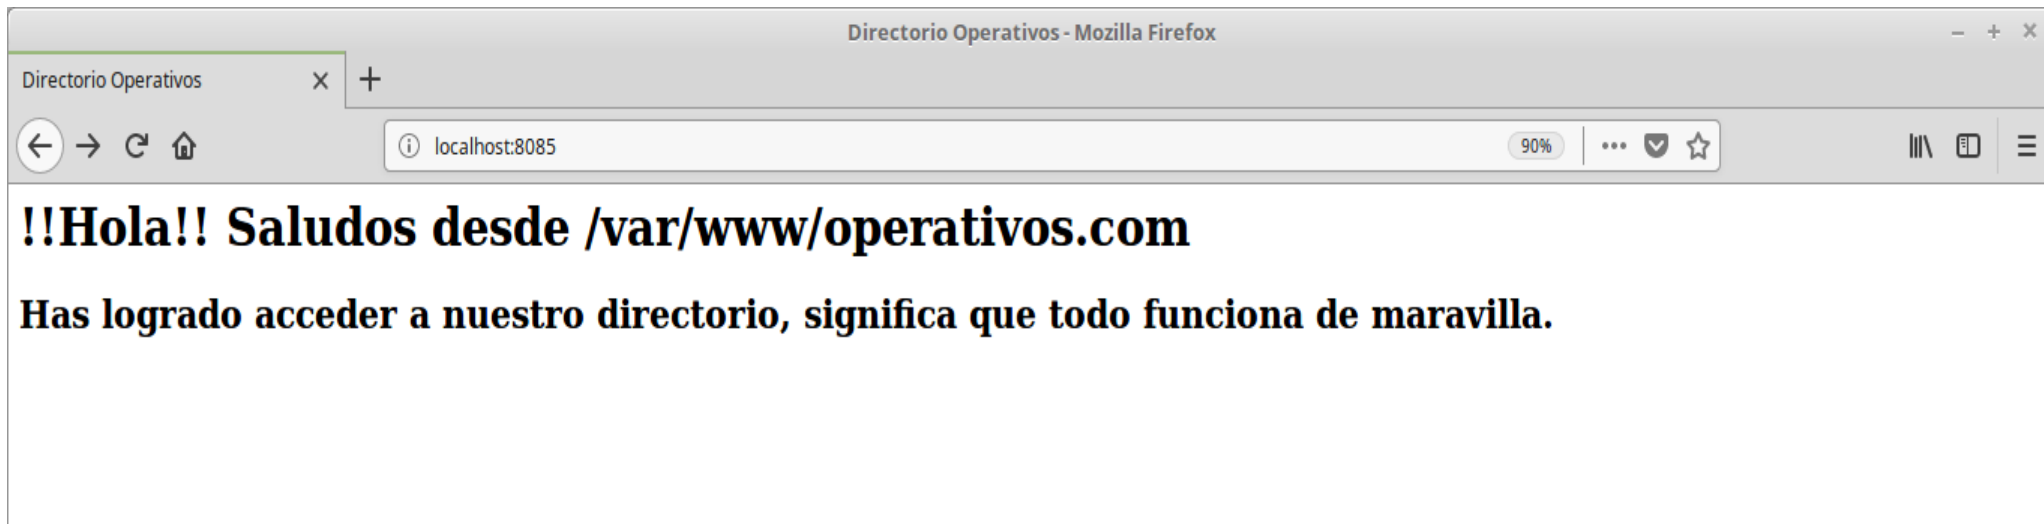 Directorio Operativos - Mozilla Firefox
Directorio Operativos
localhost:8085
90%
!!Hola!! Saludos desde /var/www/operativos.com
Has logrado acceder a nuestro directorio, significa que todo funciona de maravilla.